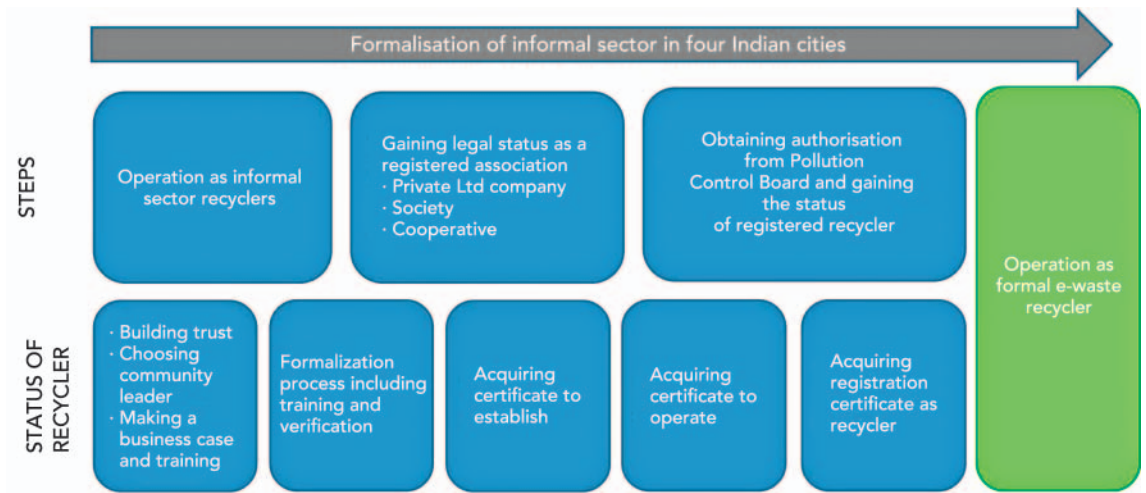 Formalisation of informal sector in four Indian cities
STEPS
Operation as informal
sector recyclers
Gaining legal status as a
registered association
· Private Ltd company
· Society
· Cooperative
Obtaining authorisation
from Pollution
Control Board and gaining
the status
of registered recycler
Operation as
formal e-waste
recycler
STATUS OF
RECYCLER
· Building trust
· Choosing
community
leader
· Making a
business case
and training
Formalization
process including
training and
verification
Acquiring
certificate to
establish
Acquiring
certificate to
operate
Acquiring
registration
certificate as
recycler